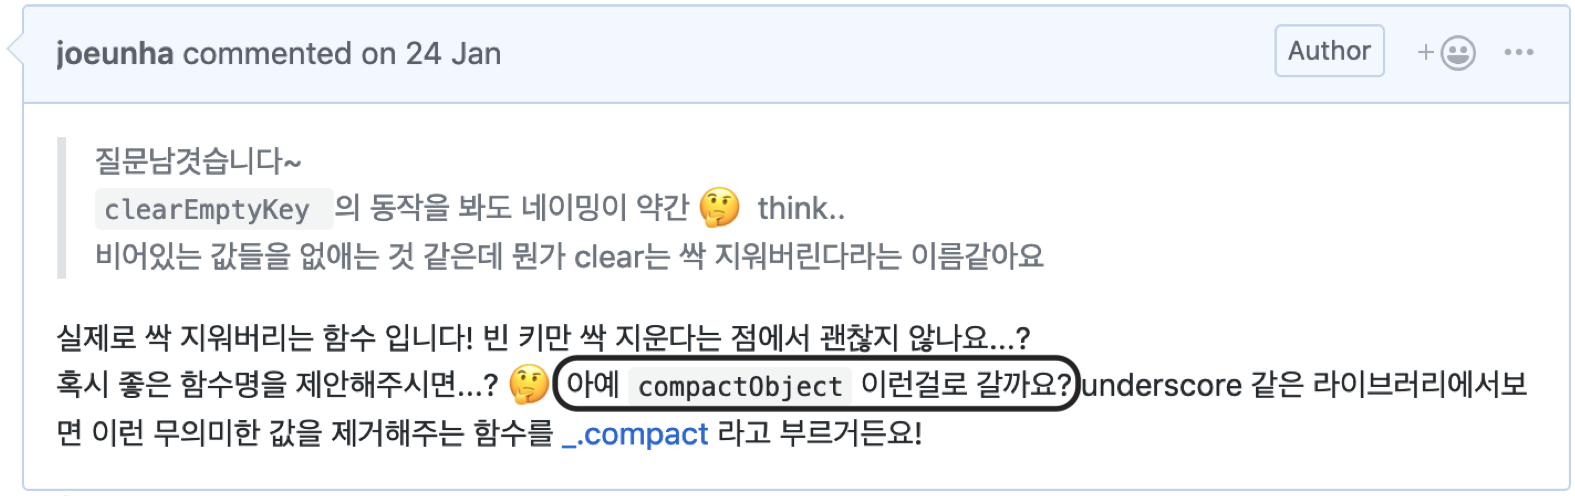 joeunha commented on 24 Jan
Author
질문남겻습니다~
clearEmptyKey 의 동작을 봐도 네이밍이 약간 🤔 think..
비어있는 값들을 없애는 것 같은데 뭔가 clear는 싹 지워버린다라는 이름같아요
실제로 싹 지워버리는 함수 입니다! 빈 키만 싹 지운다는 점에서 괜찮지 않나요...?
혹시 좋은 함수명을 제안해주시면...? 🤔 아예 compactObject 이런걸로 갈까요? underscore 같은 라이브러리에서보
면 이런 무의미한 값을 제거해주는 함수를 _.compact 라고 부르거든요!